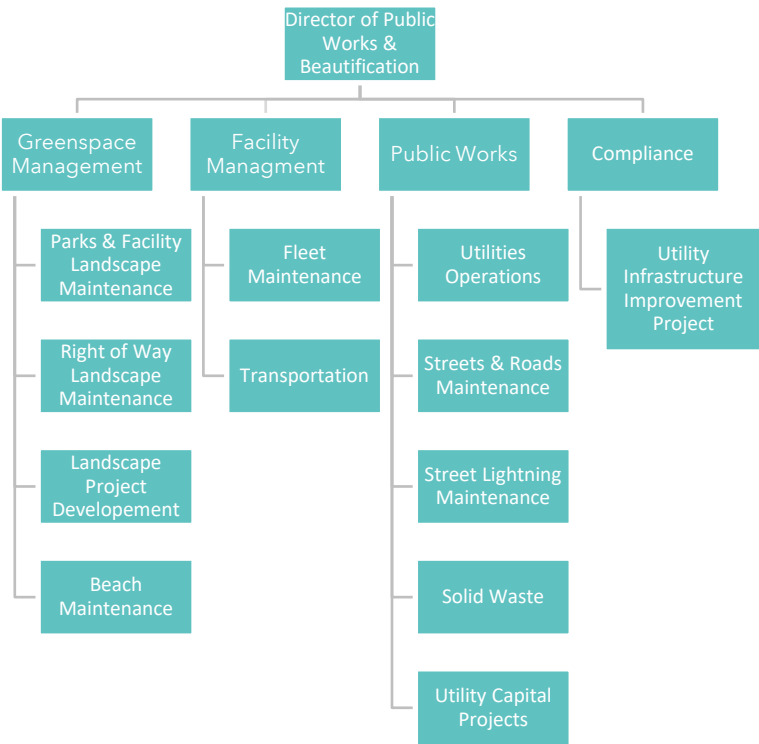 Director of Public
Works &
Beautification
Greenspace
Management
Facility
Managment
Public Works
Compliance
Parks & Facility
Landscape
Maintenance
Right of Way
Landscape
Maintenance
Landscape
Project
Developement
Beach
Maintenance
Fleet
Maintenance
Transportation
Utilities
Operations
Streets & Roads
Maintenance
Street Lightning
Maintenance
Solid Waste
Utility Capital
Projects
Utility
Infrastructure
Improvement
Project